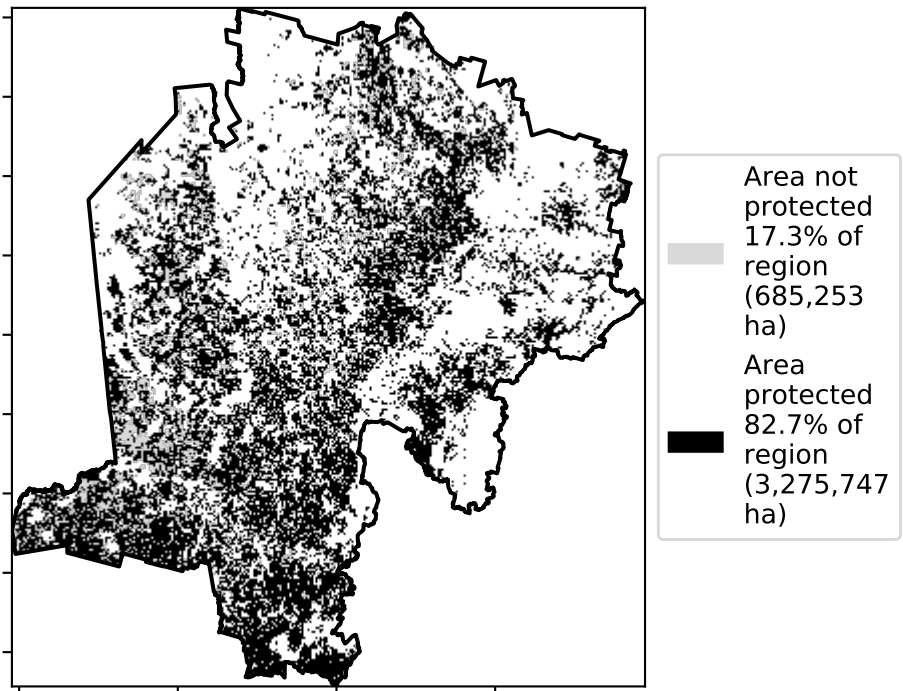 Area not
protected
17.3% of
region
(685,253
ha)
Area
protected
82.7% of
region
(3,275,747
ha)